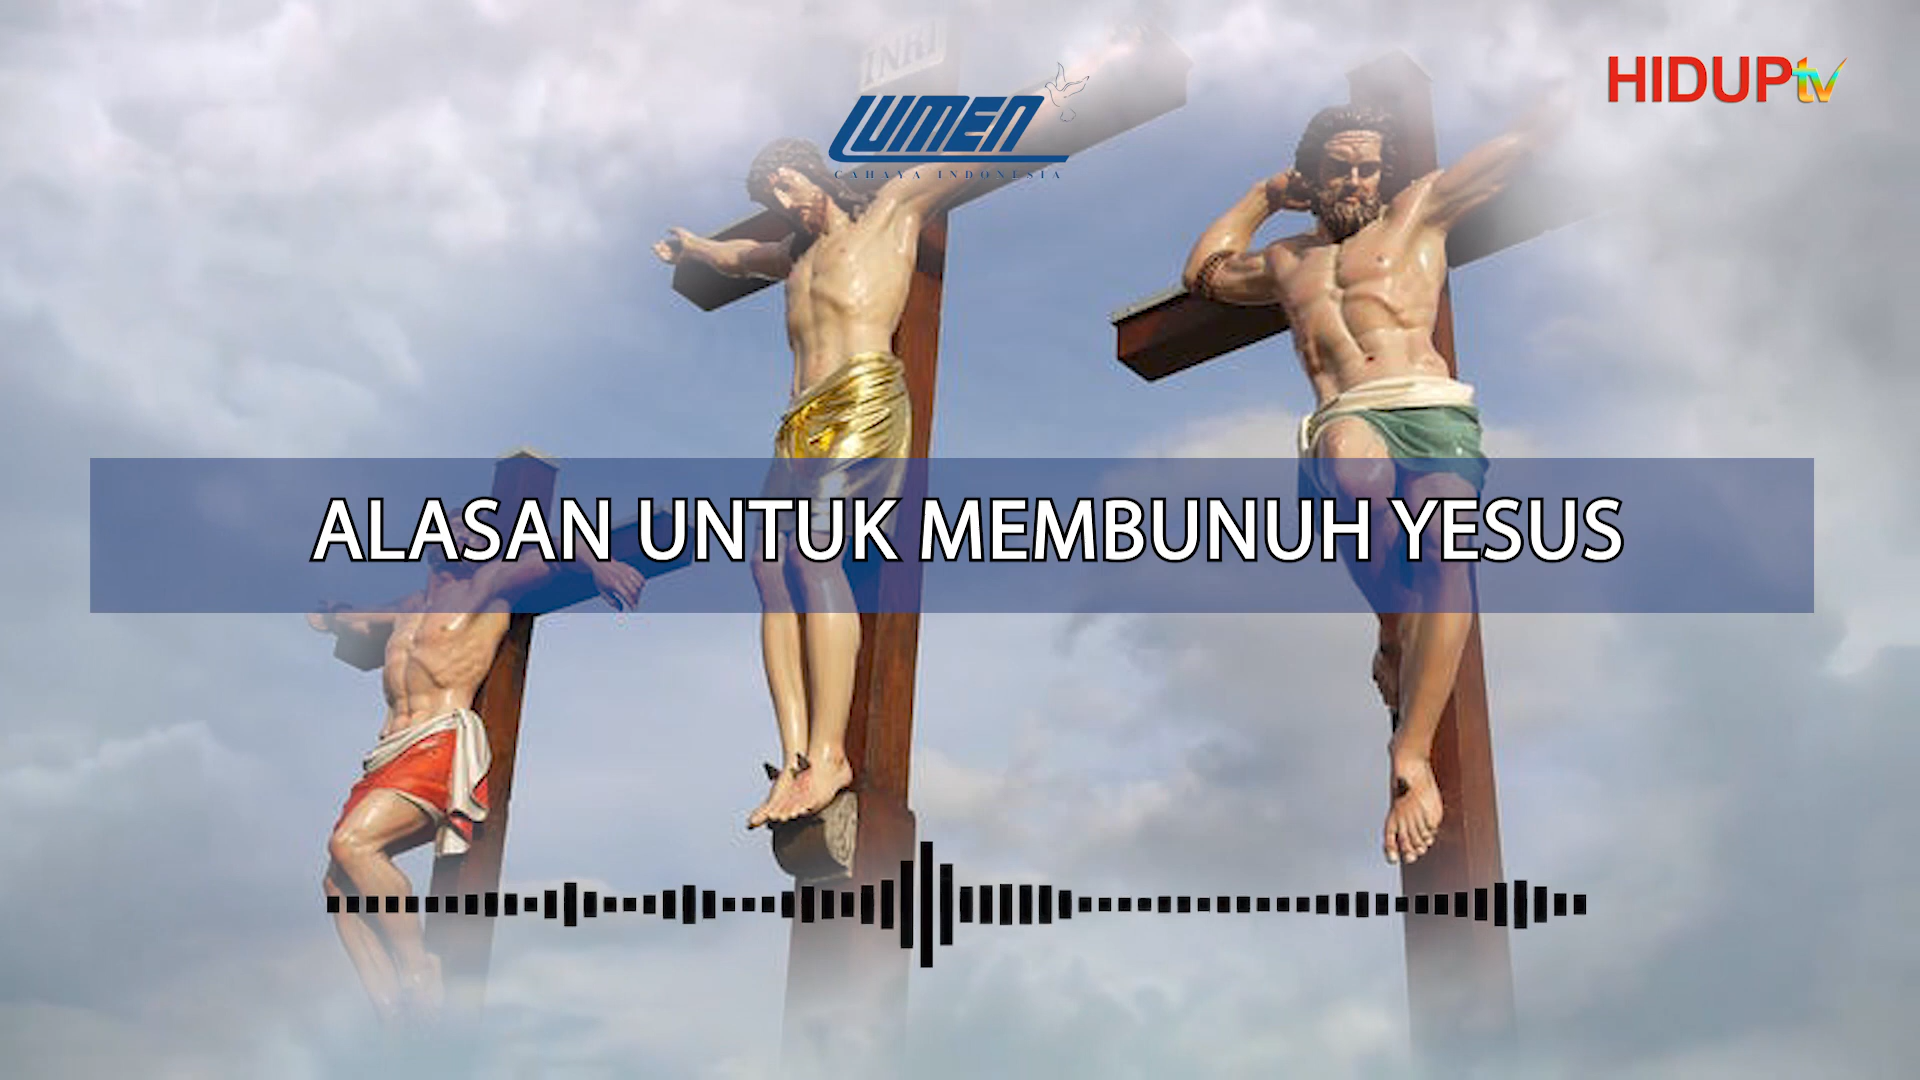 INRI
LUMEN
CAHAYA INDONESIA
HIDUPtv
ALASAN UNTUK MEMBUNUH YESUS